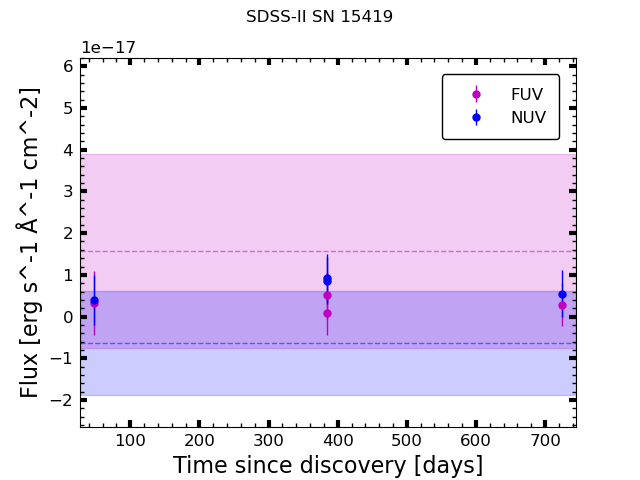 SDSS-II SN 15419
1e−17
6
5
4
3
2
1
0
−1
−2
Flux [erg s^-1 Å^-1 cm^-2]
FUV
NUV
100 200 300 400 500 600 700
Time since discovery [days]